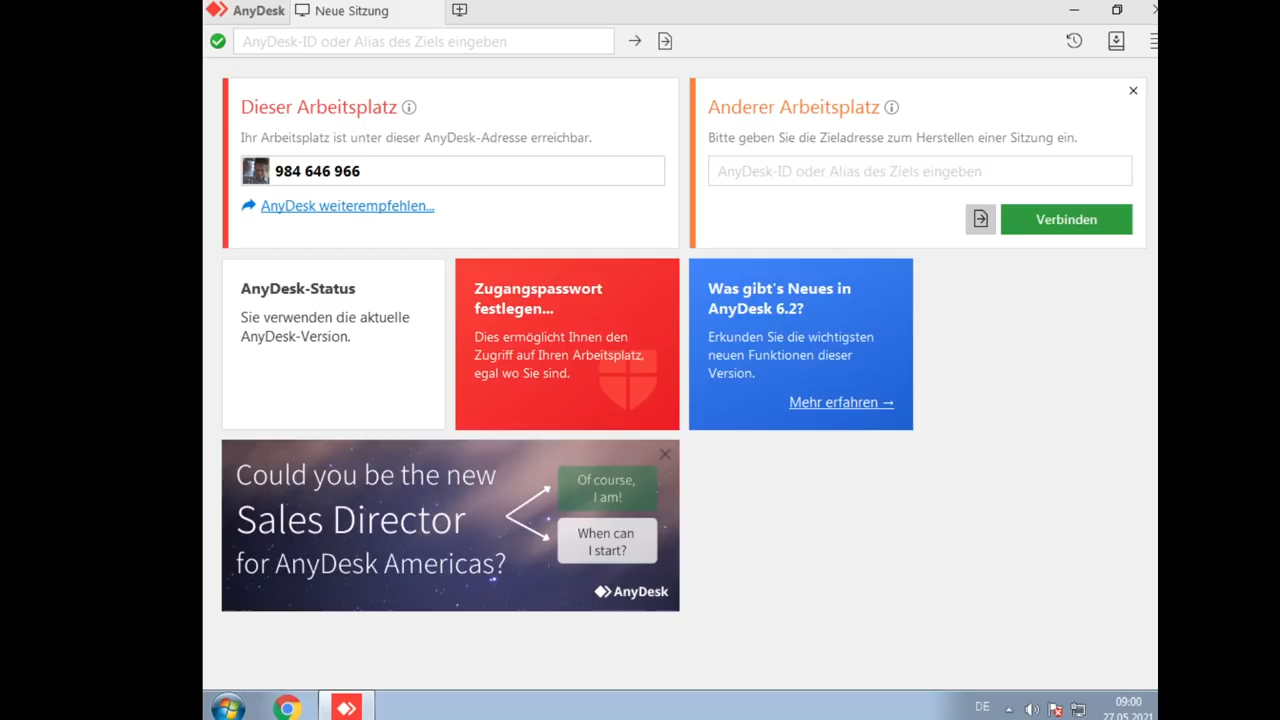 AnyDesk
Neue Sitzung
AnyDesk-ID oder Alias des Ziels eingeben
Dieser Arbeitsplatz
Ihr Arbeitsplatz ist unter dieser AnyDesk-Adresse erreichbar.
984 646 966
AnyDesk weiterempfehlen...
Anderer Arbeitsplatz
Bitte geben Sie die Zieladresse zum Herstellen einer Sitzung ein.
AnyDesk-ID oder Alias des Ziels eingeben
Verbinden
AnyDesk-Status
Sie verwenden die aktuelle
AnyDesk-Version.
Zugangspasswort
festlegen...
Dies ermöglicht Ihnen den
Zugriff auf Ihren Arbeitsplatz,
egal wo Sie sind.
Was gibt's Neues in
AnyDesk 6.2?
Erkunden Sie die wichtigsten
neuen Funktionen dieser
Version.
Mehr erfahren →
Could you be the new
Sales Director
for AnyDesk Americas?
Of course,
I am!
When can
I start?
AnyDesk
DE
09:00
27.05.2021